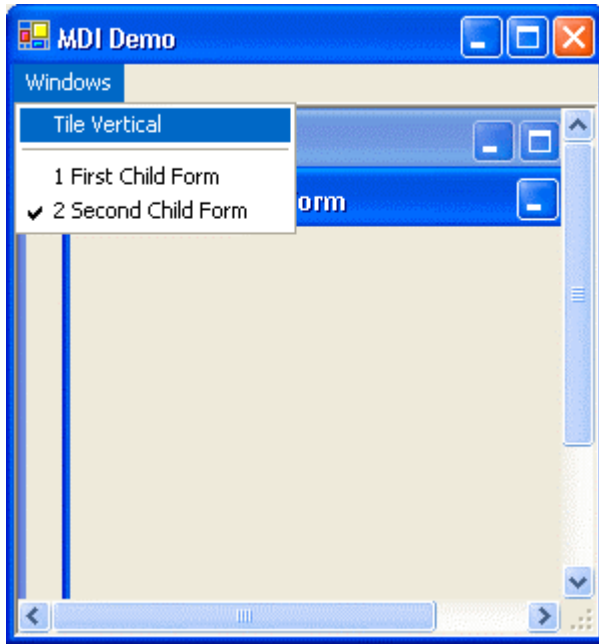 MDI Demo
Windows
Tile Vertical
1 First Child Form
2 Second Child Form
orm